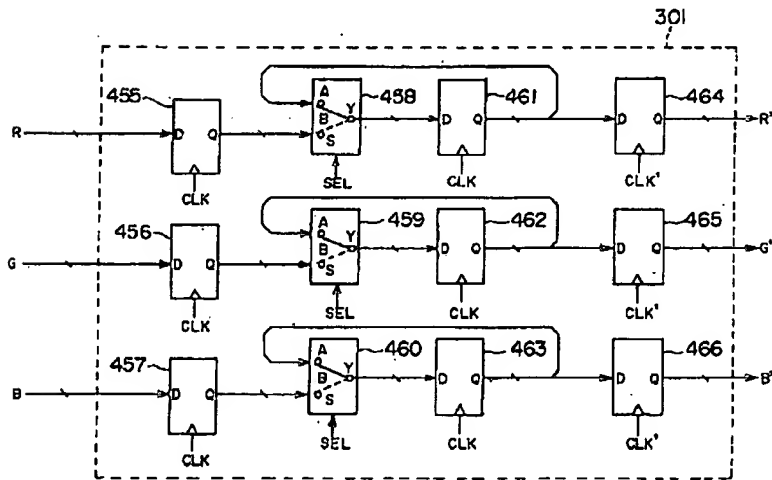 301
455
A
B
S
Y
458
461
464
R
D Q
D Q
D Q
R'
CLK
SEL
CLK
CLK'
456
A
B
S
Y
459
462
465
G
D Q
D Q
D Q
G'
CLK
SEL
CLK
CLK'
457
A
B
S
Y
460
463
466
B
D Q
D Q
D Q
B'
CLK
SEL
CLK
CLK'